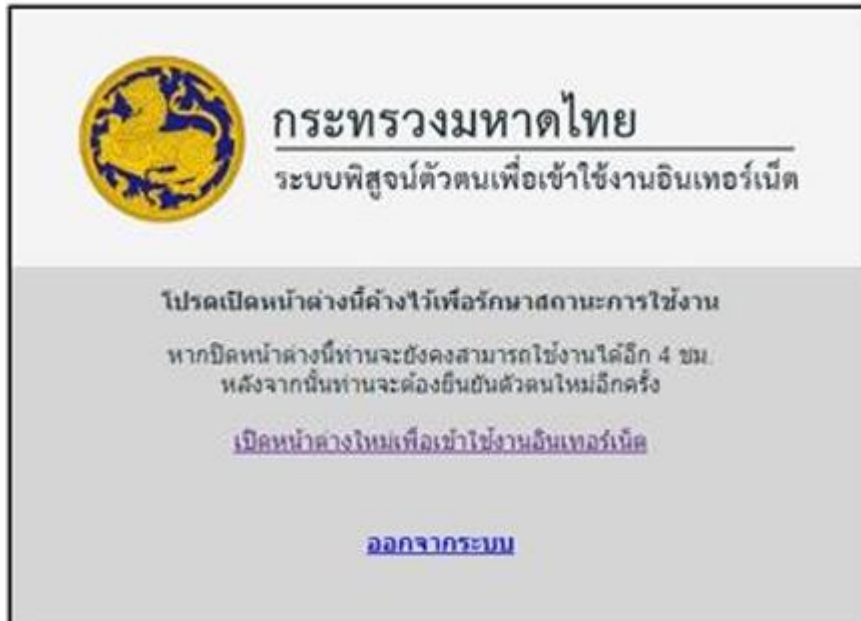 กระทรวงมหาดไทย
ระบบพิสูจน์ตัวตนเพื่อเข้าใช้งานอินเทอร์เน็ต
โปรดเปิดหน้าต่างนี้ค้างไว้เพื่อรักษาสถานะการใช้งาน
หากปิดหน้าต่างนี้ท่านจะยังคงสามารถใช้งานได้อีก 4 ชม.
หลังจากนั้นท่านจะต้องยืนยันตัวตนใหม่อีกครั้ง
เปิดหน้าต่างใหม่เพื่อเข้าใช้งานอินเทอร์เน็ต
ออกจากระบบ